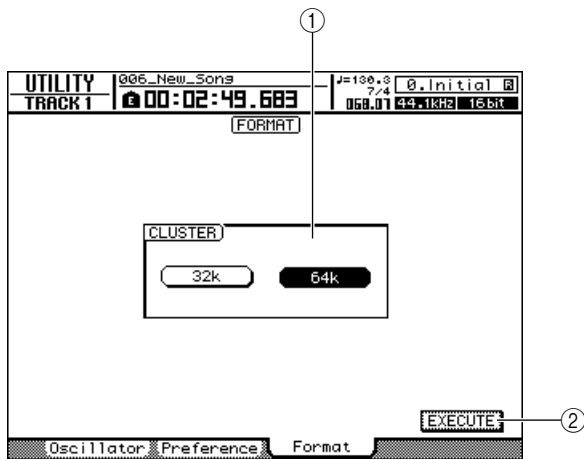 ①
UTILITY
TRACK 1
006_New_Song
E 00:02:49.683
♩=130.3
7/4
068.01
0.Initial R
44.1kHz 16bit
FORMAT
CLUSTER
32k
64k
EXECUTE
②
Oscillator Preference Format